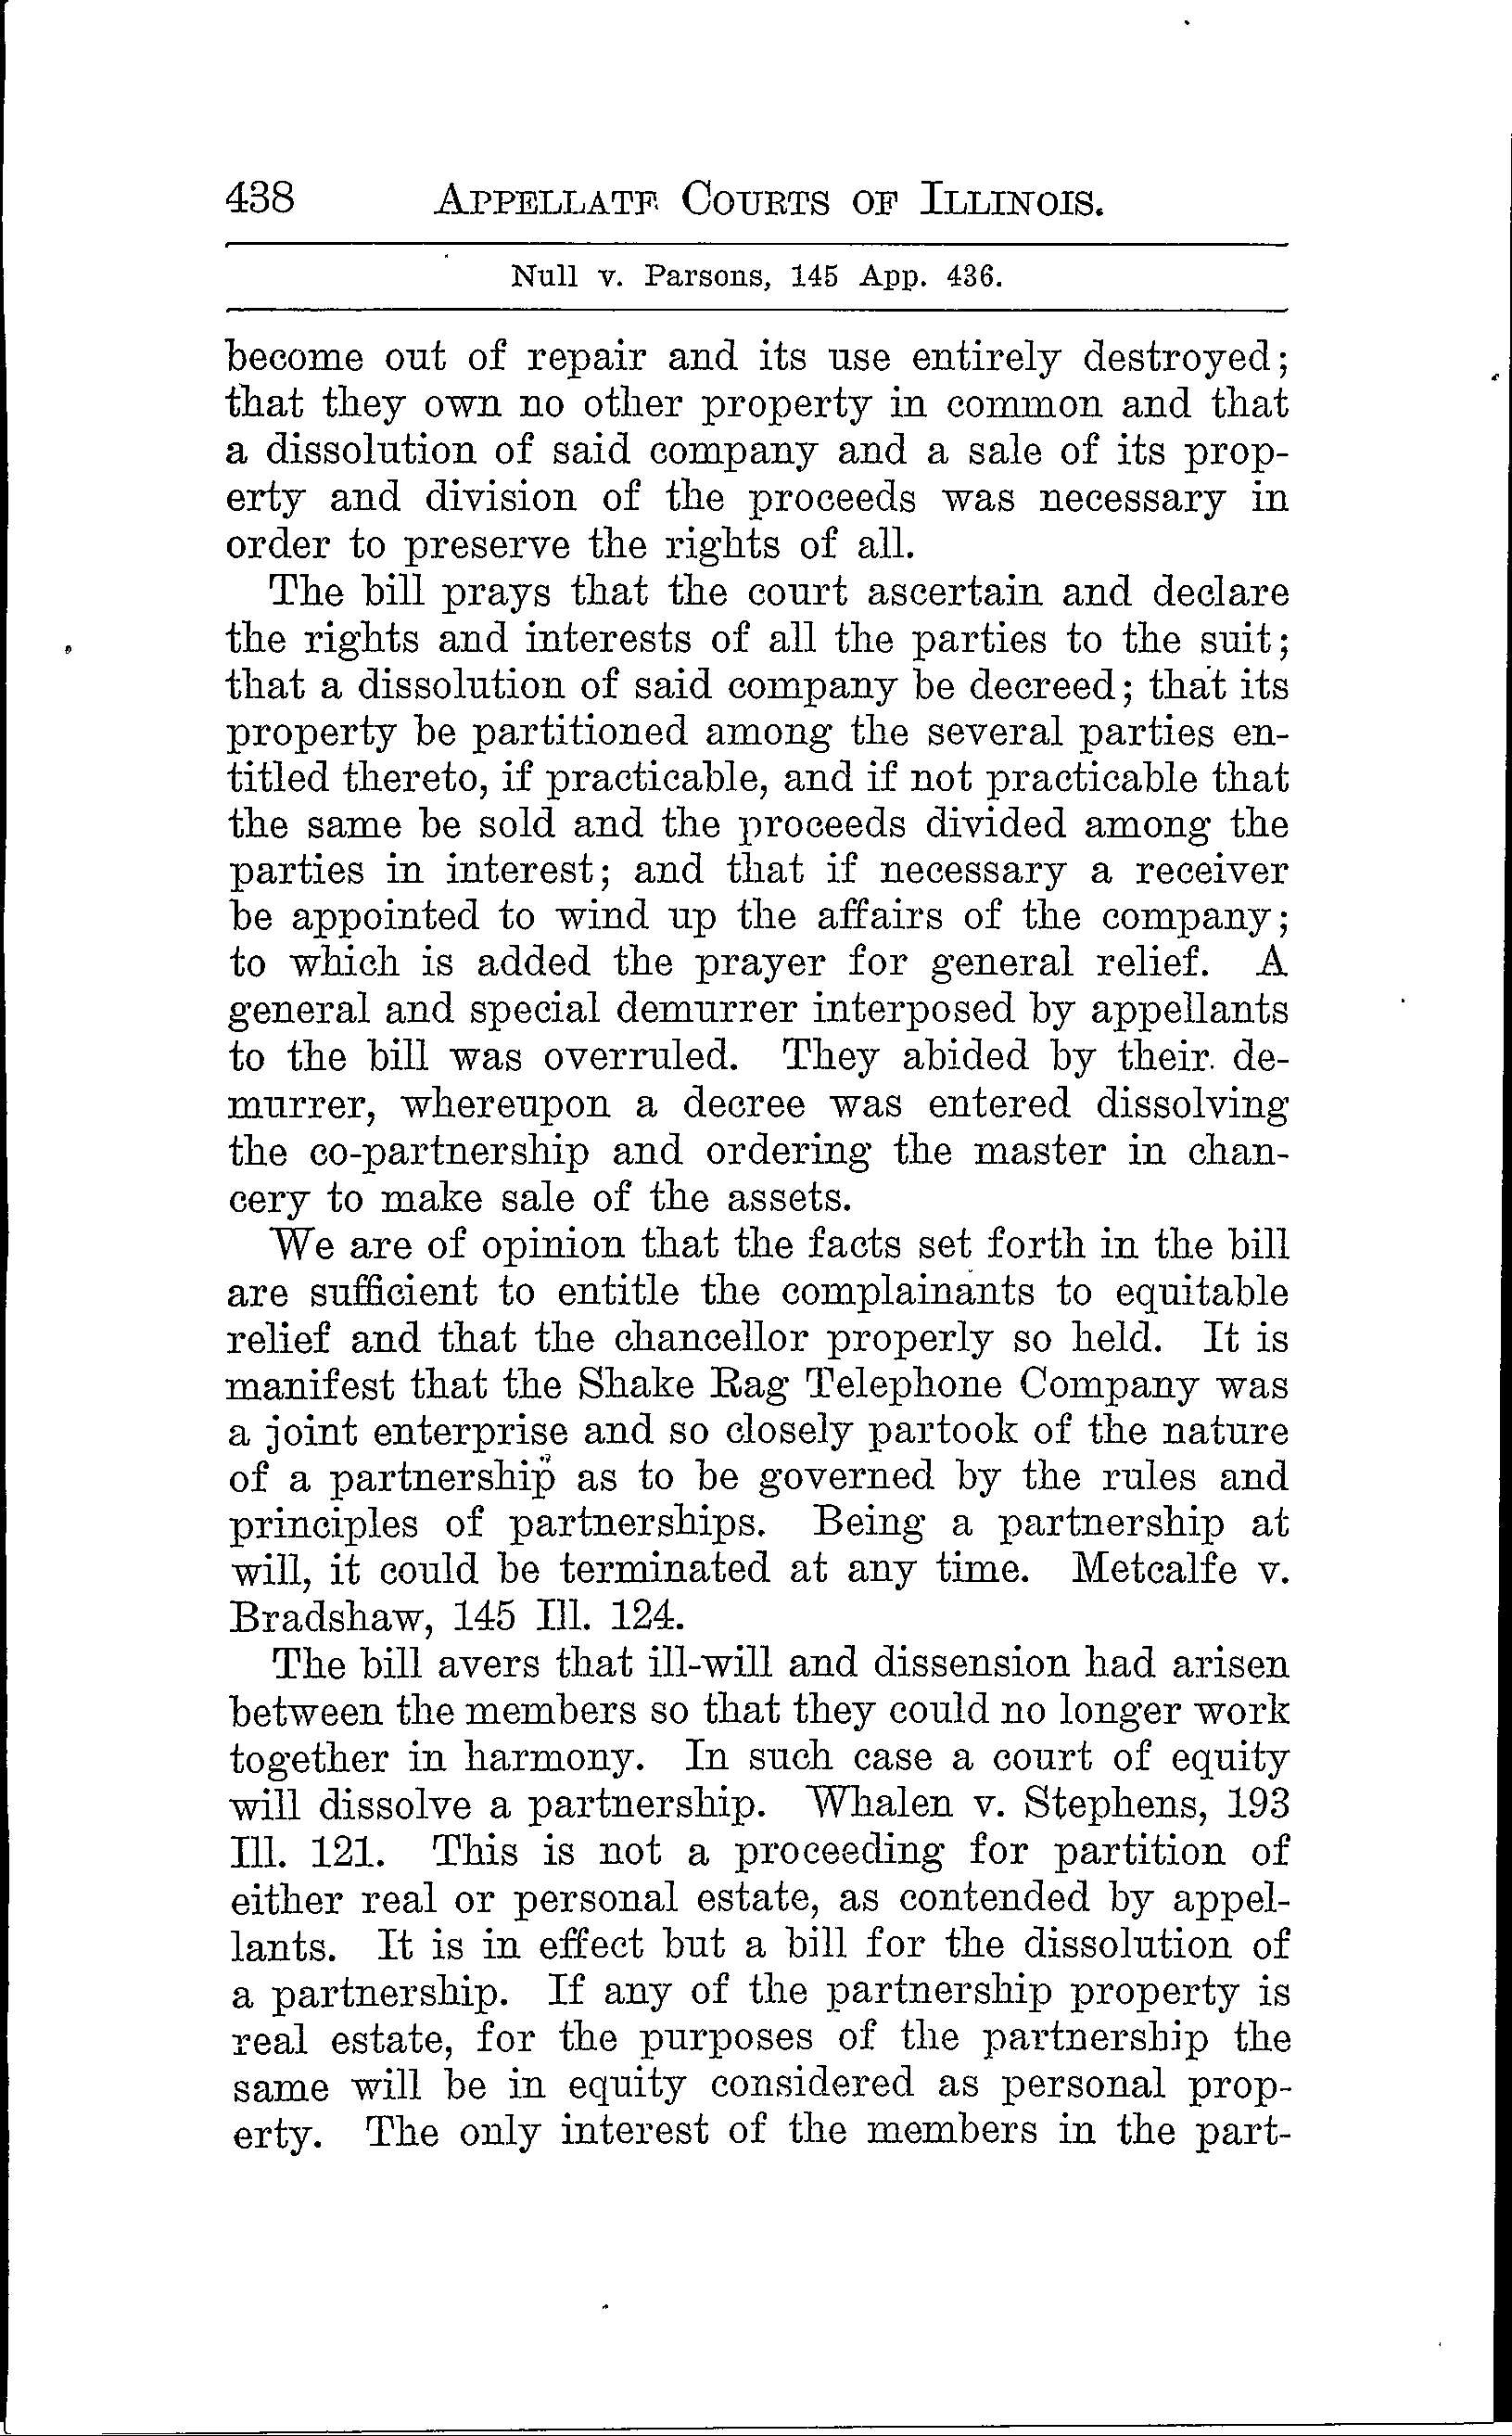 438 APPELLATE COURTS OF ILLINOIS.
Null v. Parsons, 145 App. 436.
become out of repair and its use entirely destroyed;
that they own no other property in common and that
a dissolution of said company and a sale of its prop-
erty and division of the proceeds was necessary in
order to preserve the rights of all.
The bill prays that the court ascertain and declare
the rights and interests of all the parties to the suit;
that a dissolution of said company be decreed; that its
property be partitioned among the several parties en-
titled thereto, if practicable, and if not practicable that
the same be sold and the proceeds divided among the
parties in interest; and that if necessary a receiver
be appointed to wind up the affairs of the company;
to which is added the prayer for general relief. A
general and special demurrer interposed by appellants
to the bill was overruled. They abided by their de-
murrer, whereupon a decree was entered dissolving
the co-partnership and ordering the master in chan-
cery to make sale of the assets.
We are of opinion that the facts set forth in the bill
are sufficient to entitle the complainants to equitable
relief and that the chancellor properly so held. It is
manifest that the Shake Rag Telephone Company was
a joint enterprise and so closely partook of the nature
of a partnership as to be governed by the rules and
principles of partnerships. Being a partnership at
will, it could be terminated at any time. Metcalfe v.
Bradshaw, 145 Ill. 124.
The bill avers that ill-will and dissension had arisen
between the members so that they could no longer work
together in harmony. In such case a court of equity
will dissolve a partnership. Whalen v. Stephens, 193
Ill. 121. This is not a proceeding for partition of
either real or personal estate, as contended by appel-
lants. It is in effect but a bill for the dissolution of
a partnership. If any of the partnership property is
real estate, for the purposes of the partnership the
same will be in equity considered as personal prop-
erty. The only interest of the members in the part-